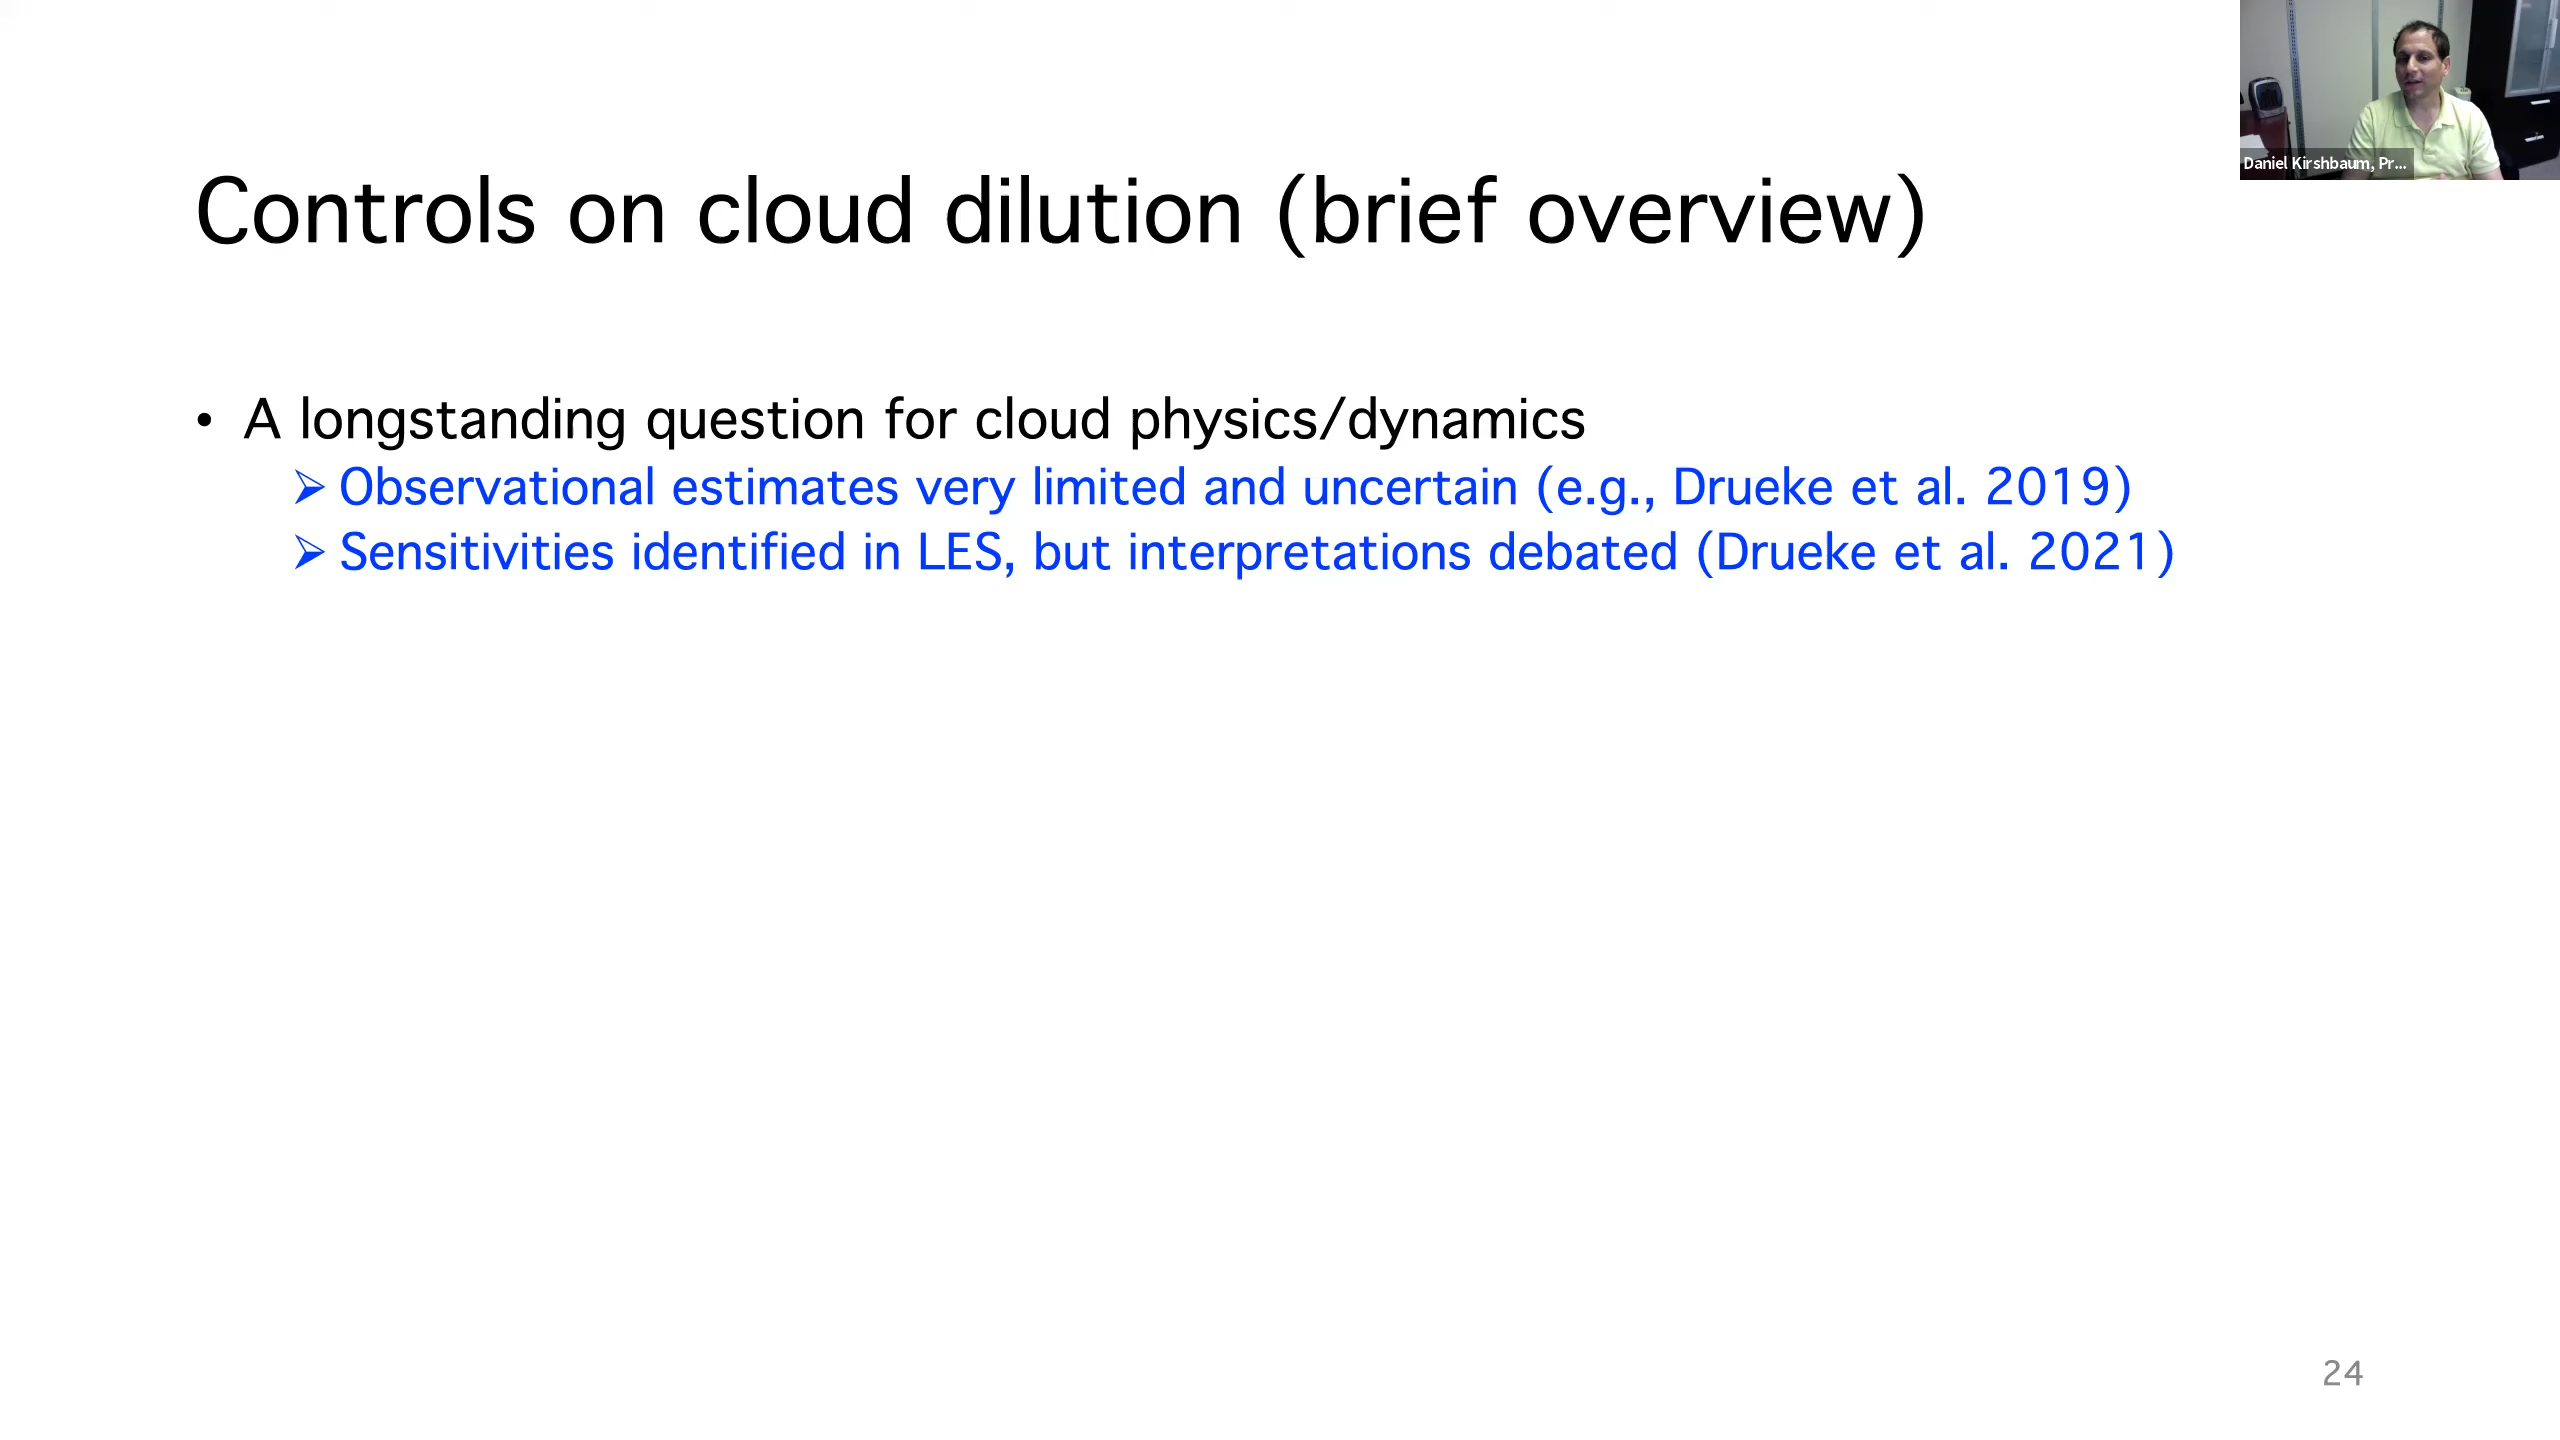 Daniel Kirshbaum, Pr...
Controls on cloud dilution (brief overview)
• A longstanding question for cloud physics/dynamics
➢ Observational estimates very limited and uncertain (e.g., Drueke et al. 2019)
➢ Sensitivities identified in LES, but interpretations debated (Drueke et al. 2021)
24